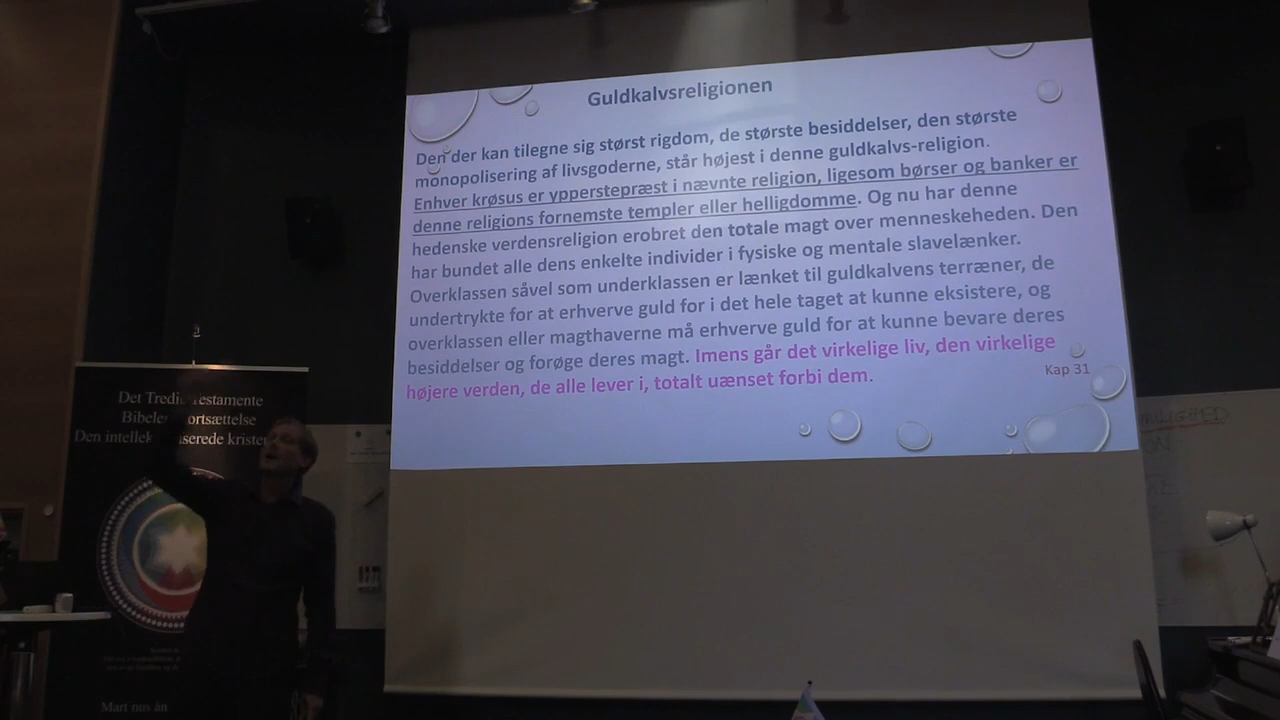 Guldkalvsreligionen
Den der kan tilegne sig størst rigdom, de største besiddelser, den største
monopolisering af livsgoderne, står højest i denne guldkalvs-religion.
Enhver krøsus er ypperstepræst i nævnte religion, ligesom børser og banker er
denne religions fornemste templer eller helligdomme. Og nu har denne
hedenske verdensreligion erobret den totale magt over menneskeheden. Den
har bundet alle dens enkelte individer i fysiske og mentale slavelænker.
Overklassen såvel som underklassen er lænket til guldkalvens terræner, de
undertrykte for at erhverve guld for i det hele taget at kunne eksistere, og
overklassen eller magthaverne må erhverve guld for at kunne bevare deres
besiddelser og forøge deres magt. Imens går det virkelige liv, den virkelige
højere verden, de alle lever i, totalt uænset forbi dem.
Kap 31
Det Tredie Testamente
Den